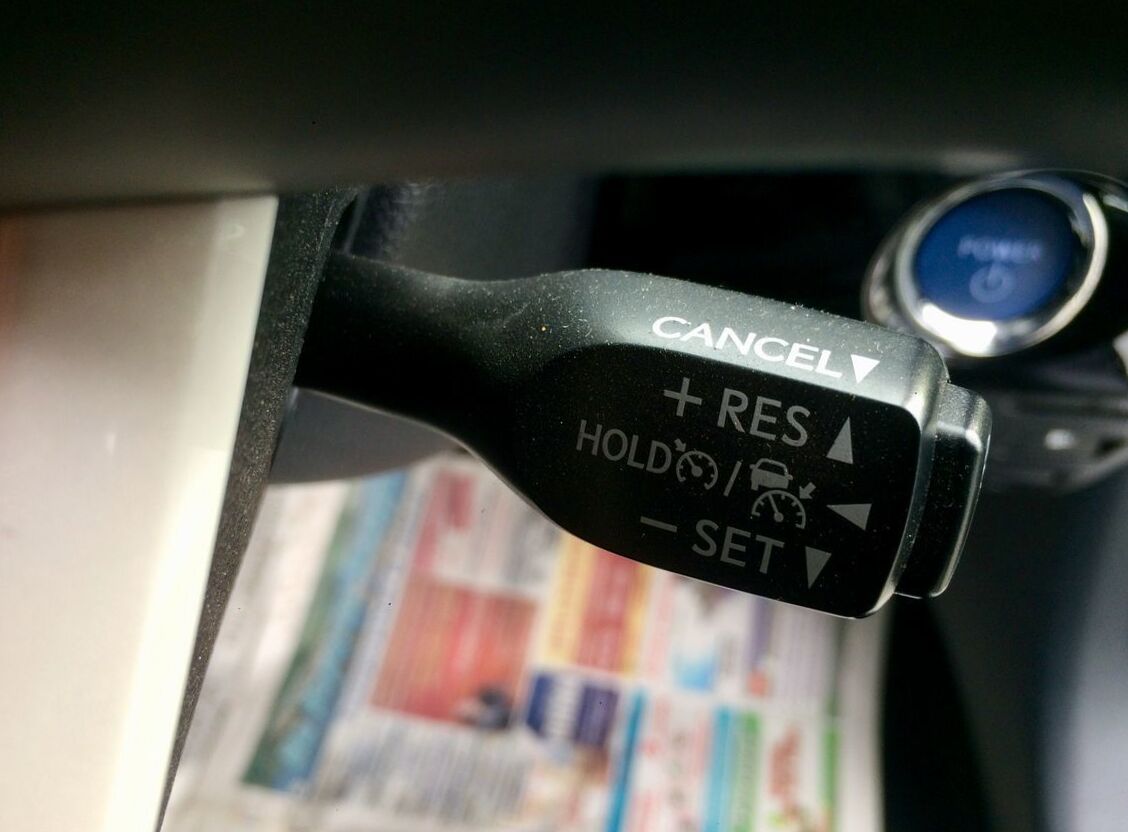 CANCEL▼
+ RES ▲
HOLD / ◀
− SET ▼
POWER